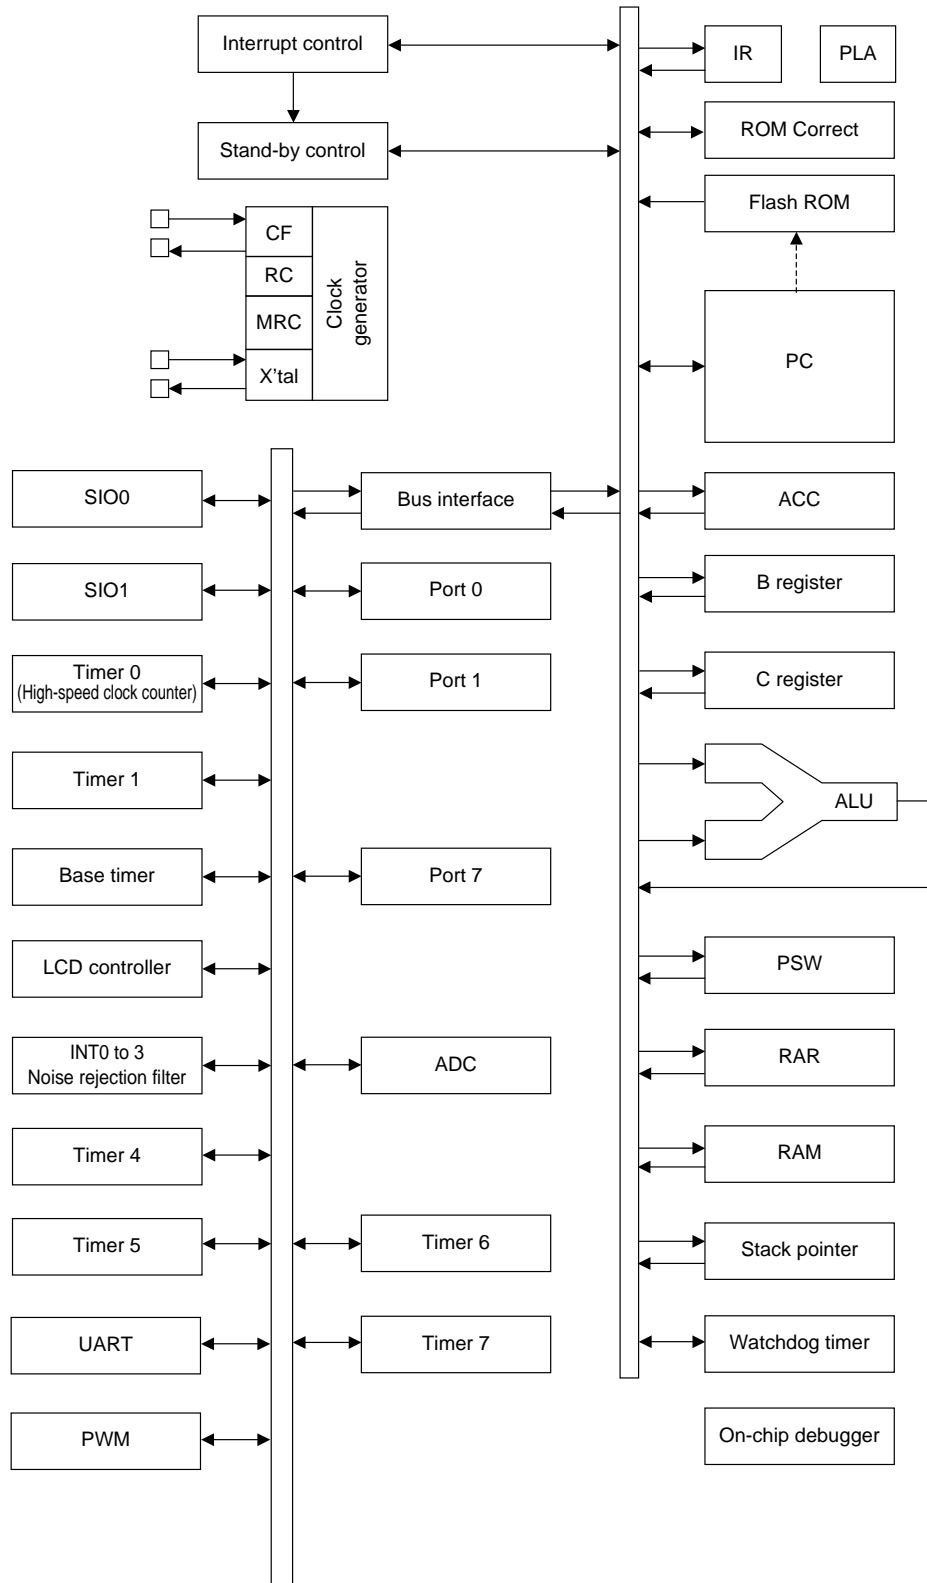 Interrupt control
IR
PLA
ROM Correct
Stand-by control
Flash ROM
CF
RC
MRC
X'tal
Clock
generator
PC
SIO0
Bus interface
ACC
SIO1
Port 0
B register
Timer 0
(High-speed clock counter)
Port 1
C register
Timer 1
ALU
Base timer
Port 7
LCD controller
PSW
INT0 to 3
Noise rejection filter
ADC
RAR
Timer 4
RAM
Timer 5
Timer 6
Stack pointer
UART
Timer 7
Watchdog timer
PWM
On-chip debugger